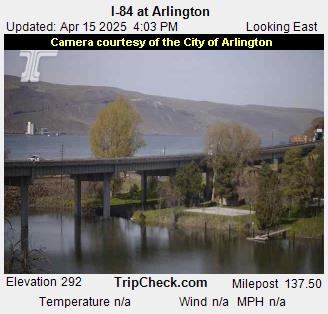 I-84 at Arlington
Updated: Apr 15 2025 4:03 PM Looking East
Camera courtesy of the City of Arlington
Elevation 292 TripCheck.com Milepost 137.50
Temperature n/a Wind n/a MPH n/a